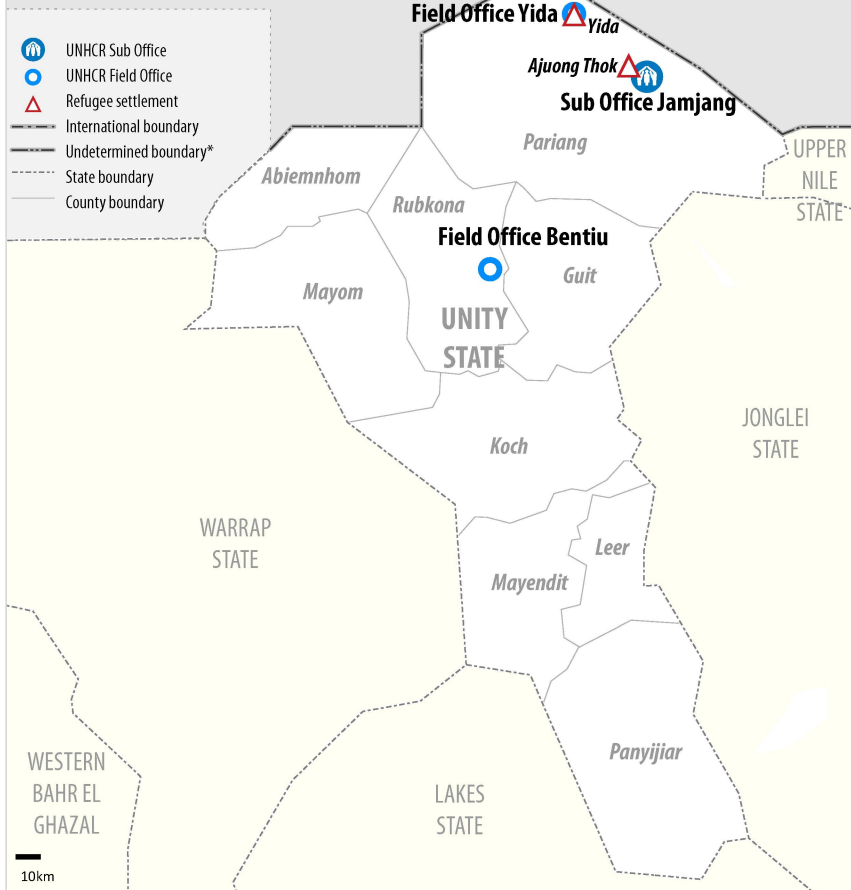 Field Office Yida
Yida
UNHCR Sub Office
UNHCR Field Office
Refugee settlement
International boundary
Undetermined boundary*
State boundary
County boundary
Ajuong Thok
Sub Office Jamjang
Pariang
UPPER
NILE
STATE
Abiemnhom
Rubkona
Field Office Bentiu
Guit
Mayom
UNITY
STATE
JONGLEI
STATE
Koch
WARRAP
STATE
Leer
Mayendit
Panyijiar
WESTERN
BAHR EL
GHAZAL
LAKES
STATE
10km